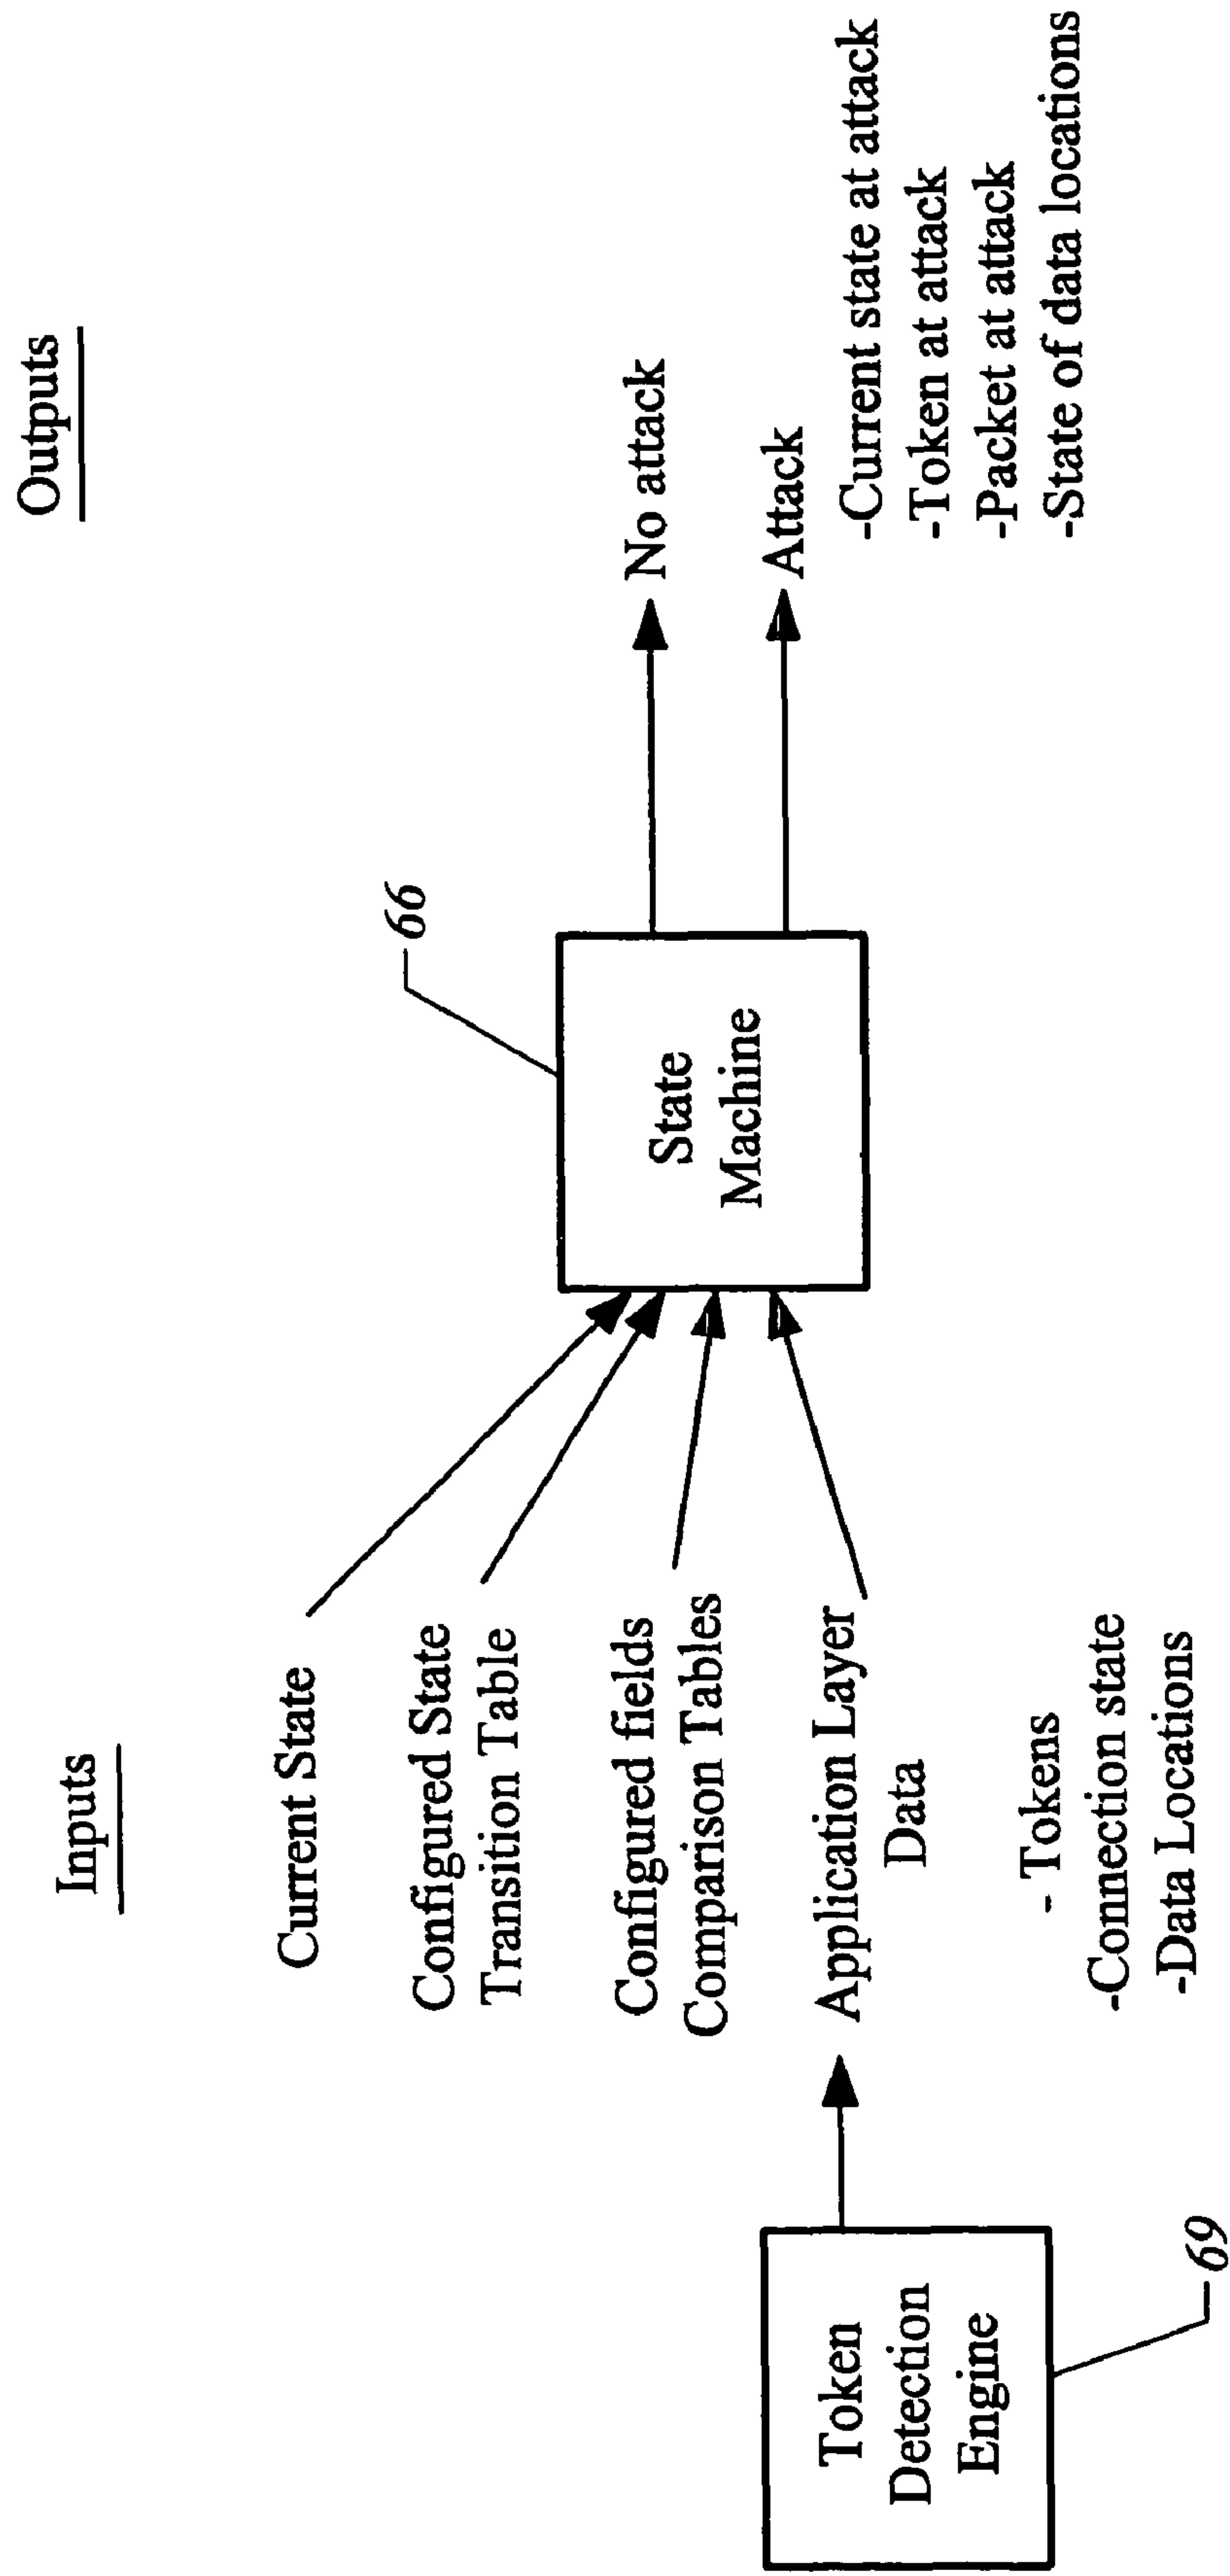 Inputs
Outputs
Current State
Configured State
Transition Table
Configured fields
Comparison Tables
Application Layer
Data
- Tokens
-Connection state
-Data Locations
Token
Detection
Engine
69
State
Machine
66
No attack
Attack
-Current state at attack
-Token at attack
-Packet at attack
-State of data locations